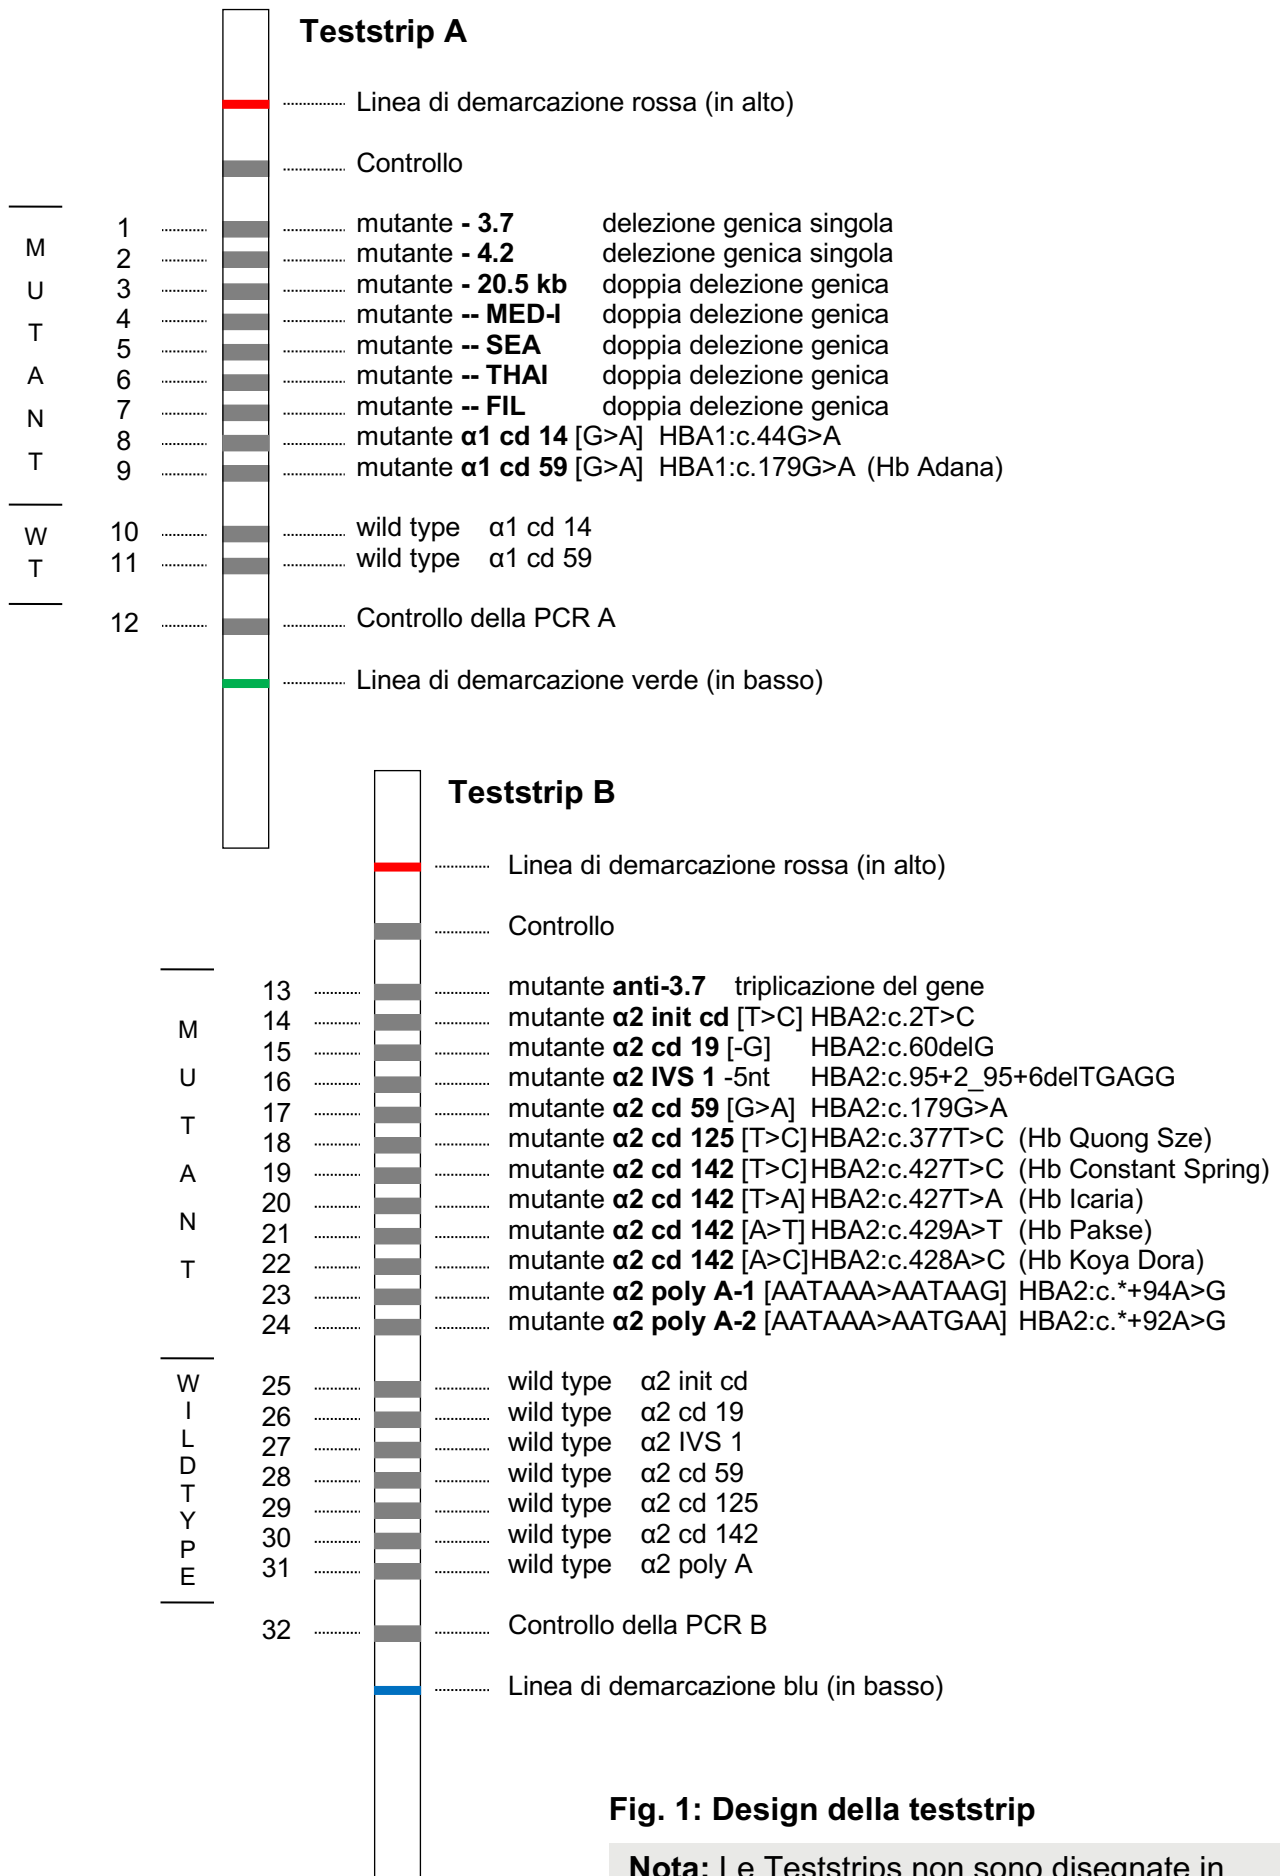 Teststrip A
Linea di demarcazione rossa (in alto)
Controllo
MUTANT
1 mutante - 3.7 delezione genica singola
2 mutante - 4.2 delezione genica singola
3 mutante - 20.5 kb doppia delezione genica
4 mutante -- MED-I doppia delezione genica
5 mutante -- SEA doppia delezione genica
6 mutante -- THAI doppia delezione genica
7 mutante -- FIL doppia delezione genica
8 mutante α1 cd 14 [G>A] HBA1:c.44G>A
9 mutante α1 cd 59 [G>A] HBA1:c.179G>A (Hb Adana)
WT
10 wild type α1 cd 14
11 wild type α1 cd 59
12 Controllo della PCR A
Linea di demarcazione verde (in basso)
Teststrip B
Linea di demarcazione rossa (in alto)
Controllo
MUTANT
13 mutante anti-3.7 triplicazione del gene
14 mutante α2 init cd [T>C] HBA2:c.2T>C
15 mutante α2 cd 19 [-G] HBA2:c.60delG
16 mutante α2 IVS 1 -5nt HBA2:c.95+2_95+6delTGAGG
17 mutante α2 cd 59 [G>A] HBA2:c.179G>A
18 mutante α2 cd 125 [T>C] HBA2:c.377T>C (Hb Quong Sze)
19 mutante α2 cd 142 [T>C] HBA2:c.427T>C (Hb Constant Spring)
20 mutante α2 cd 142 [T>A] HBA2:c.427T>A (Hb Icaria)
21 mutante α2 cd 142 [A>T] HBA2:c.429A>T (Hb Pakse)
22 mutante α2 cd 142 [A>C] HBA2:c.428A>C (Hb Koya Dora)
23 mutante α2 poly A-1 [AATAAA>AATAAG] HBA2:c.*+94A>G
24 mutante α2 poly A-2 [AATAAA>AATGAA] HBA2:c.*+92A>G
WILDTYPE
25 wild type α2 init cd
26 wild type α2 cd 19
27 wild type α2 IVS 1
28 wild type α2 cd 59
29 wild type α2 cd 125
30 wild type α2 cd 142
31 wild type α2 poly A
32 Controllo della PCR B
Linea di demarcazione blu (in basso)
Fig. 1: Design della teststrip
Nota: Le Teststrips non sono disegnate in